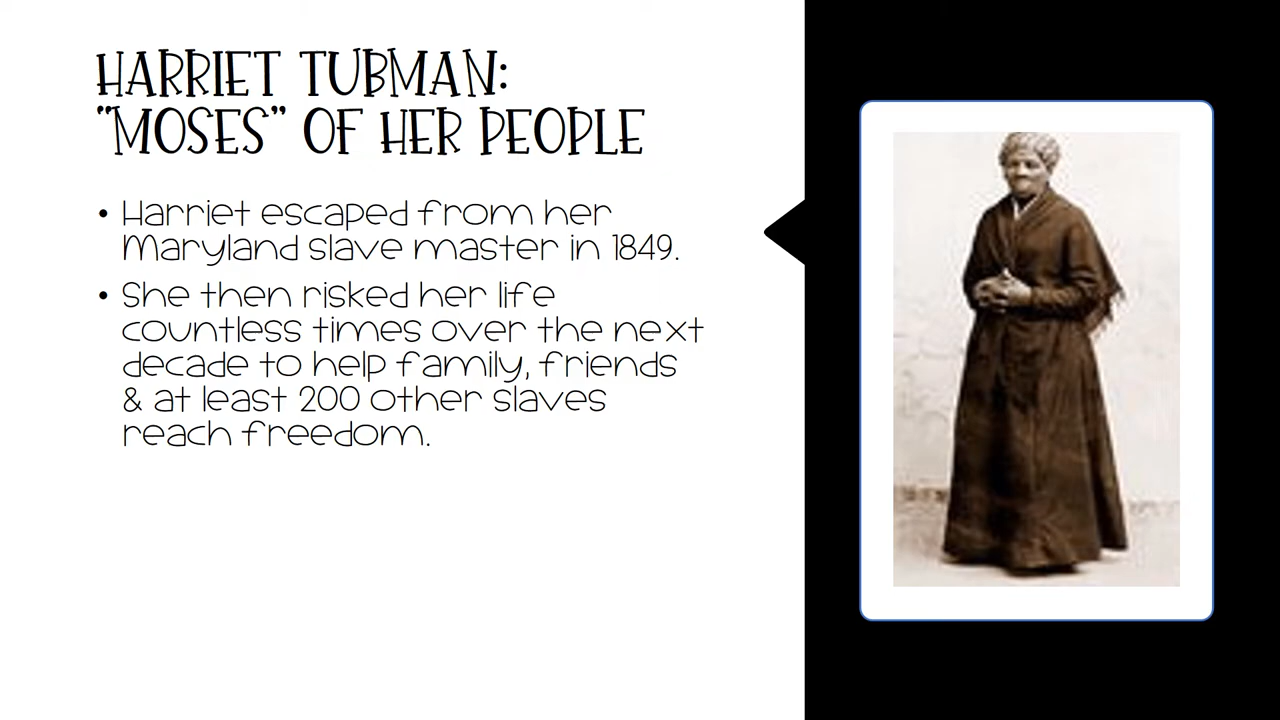 HARRIET TUBMAN:
"MOSES" OF HER PEOPLE
• Harriet escaped from her
Maryland slave master in 1849.
• She then risked her life
countless times over the next
decade to help family, friends
& at least 200 other slaves
reach freedom.